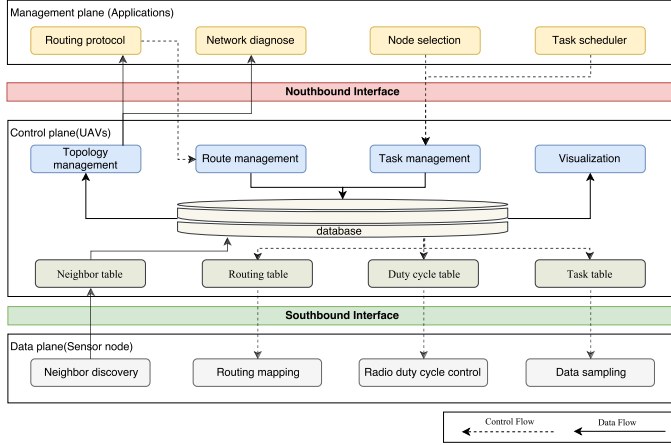 Management plane (Applications)
Routing protocol
Network diagnose
Node selection
Task scheduler
Nouthbound Interface
Control plane(UAVs)
Topology
management
Route management
Task management
Visualization
database
Neighbor table
Routing table
Duty cycle table
Task table
Southbound Interface
Data plane(Sensor node)
Neighbor discovery
Routing mapping
Radio duty cycle control
Data sampling
Control Flow
Data Flow